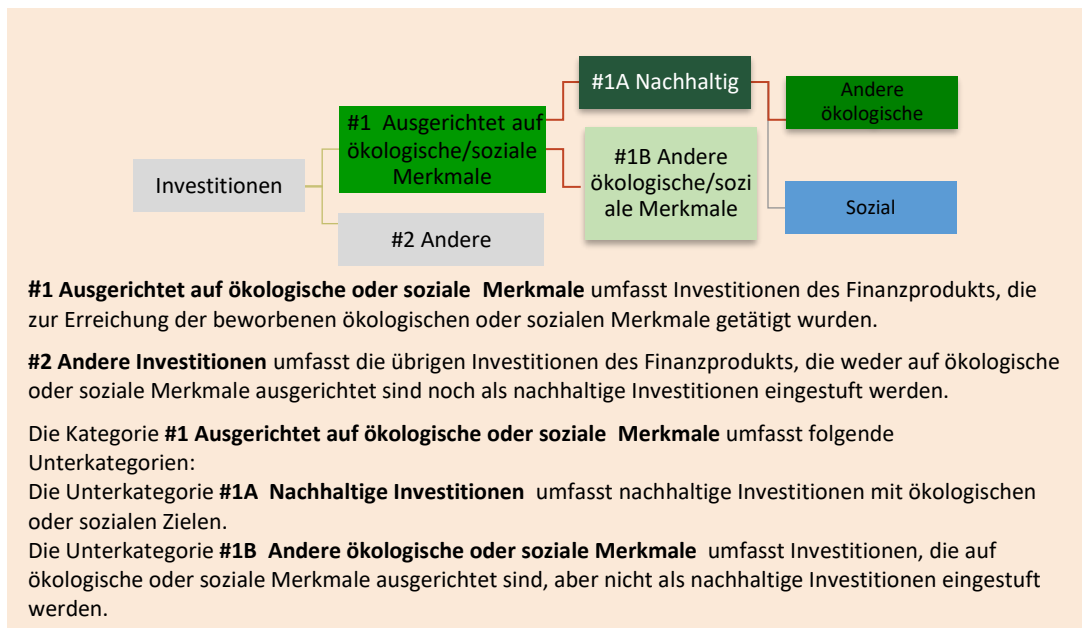 #1A Nachhaltig
Andere
ökologische
#1 Ausgerichtet auf
ökologische/soziale
Merkmale
#1B Andere
ökologische/sozi
ale Merkmale
Investitionen
Sozial
#2 Andere
#1 Ausgerichtet auf ökologische oder soziale Merkmale umfasst Investitionen des Finanzprodukts, die
zur Erreichung der beworbenen ökologischen oder sozialen Merkmale getätigt wurden.
#2 Andere Investitionen umfasst die übrigen Investitionen des Finanzprodukts, die weder auf ökologische
oder soziale Merkmale ausgerichtet sind noch als nachhaltige Investitionen eingestuft werden.
Die Kategorie #1 Ausgerichtet auf ökologische oder soziale Merkmale umfasst folgende
Unterkategorien:
Die Unterkategorie #1A Nachhaltige Investitionen umfasst nachhaltige Investitionen mit ökologischen
oder sozialen Zielen.
Die Unterkategorie #1B Andere ökologische oder soziale Merkmale umfasst Investitionen, die auf
ökologische oder soziale Merkmale ausgerichtet sind, aber nicht als nachhaltige Investitionen eingestuft
werden.